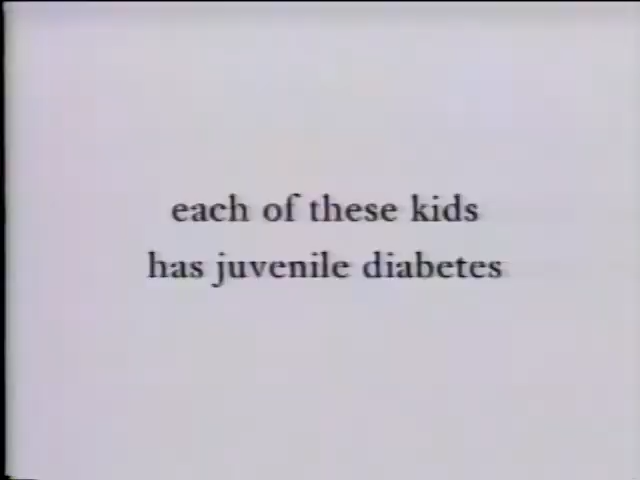 each of these kids
has juvenile diabetes